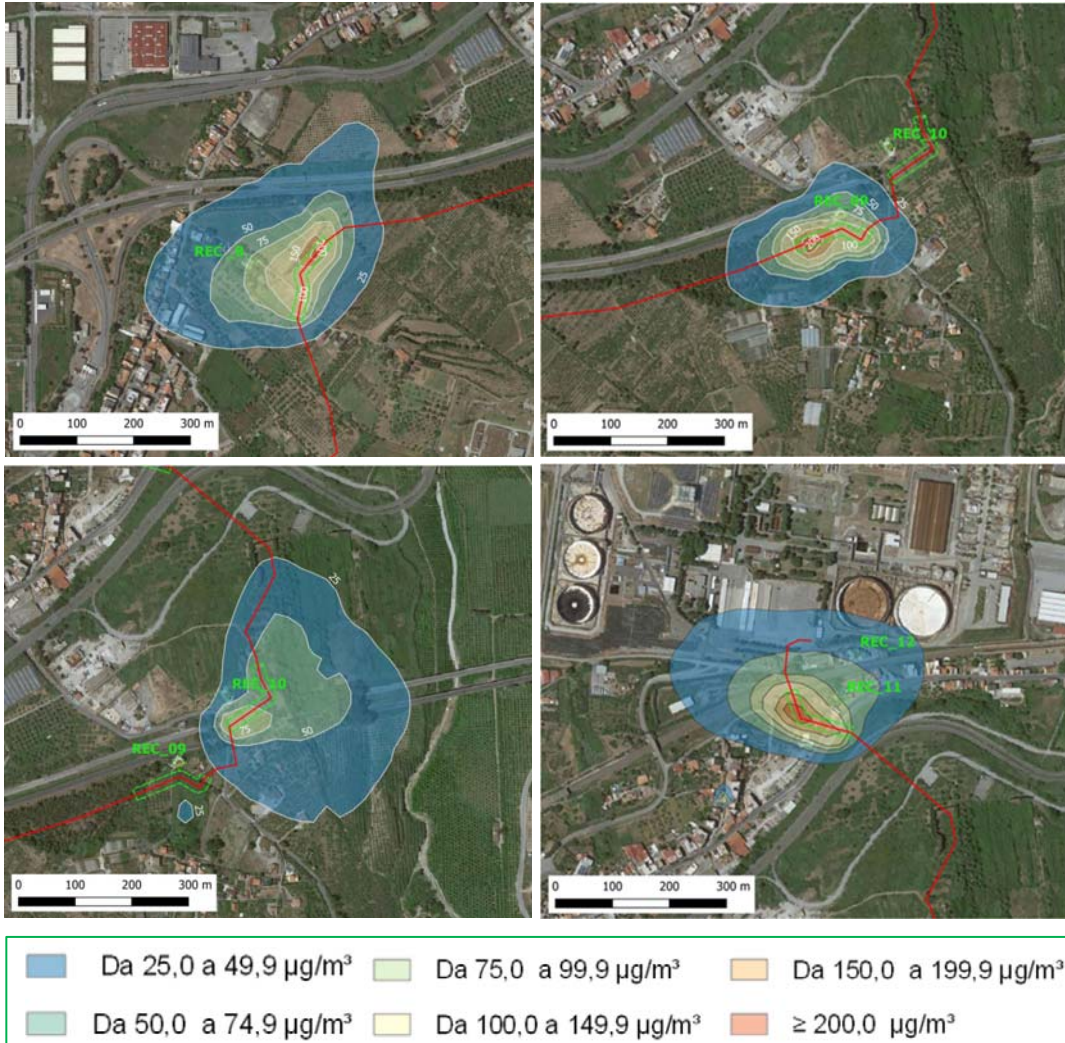 50
75
REC_
150
25
0 100 200 300 m
REC_10
REC_09
75
50
25
150
200
100
0 100 200 300 m
25
REC_10
75
50
REC_09
25
0 100 200 300 m
REC_12
REC_11
0 100 200 300 m
Da 25,0 a 49,9 µg/m³
Da 75,0 a 99,9 µg/m³
Da 150,0 a 199,9 µg/m³
Da 50,0 a 74,9 µg/m³
Da 100,0 a 149,9 µg/m³
≥ 200,0 µg/m³